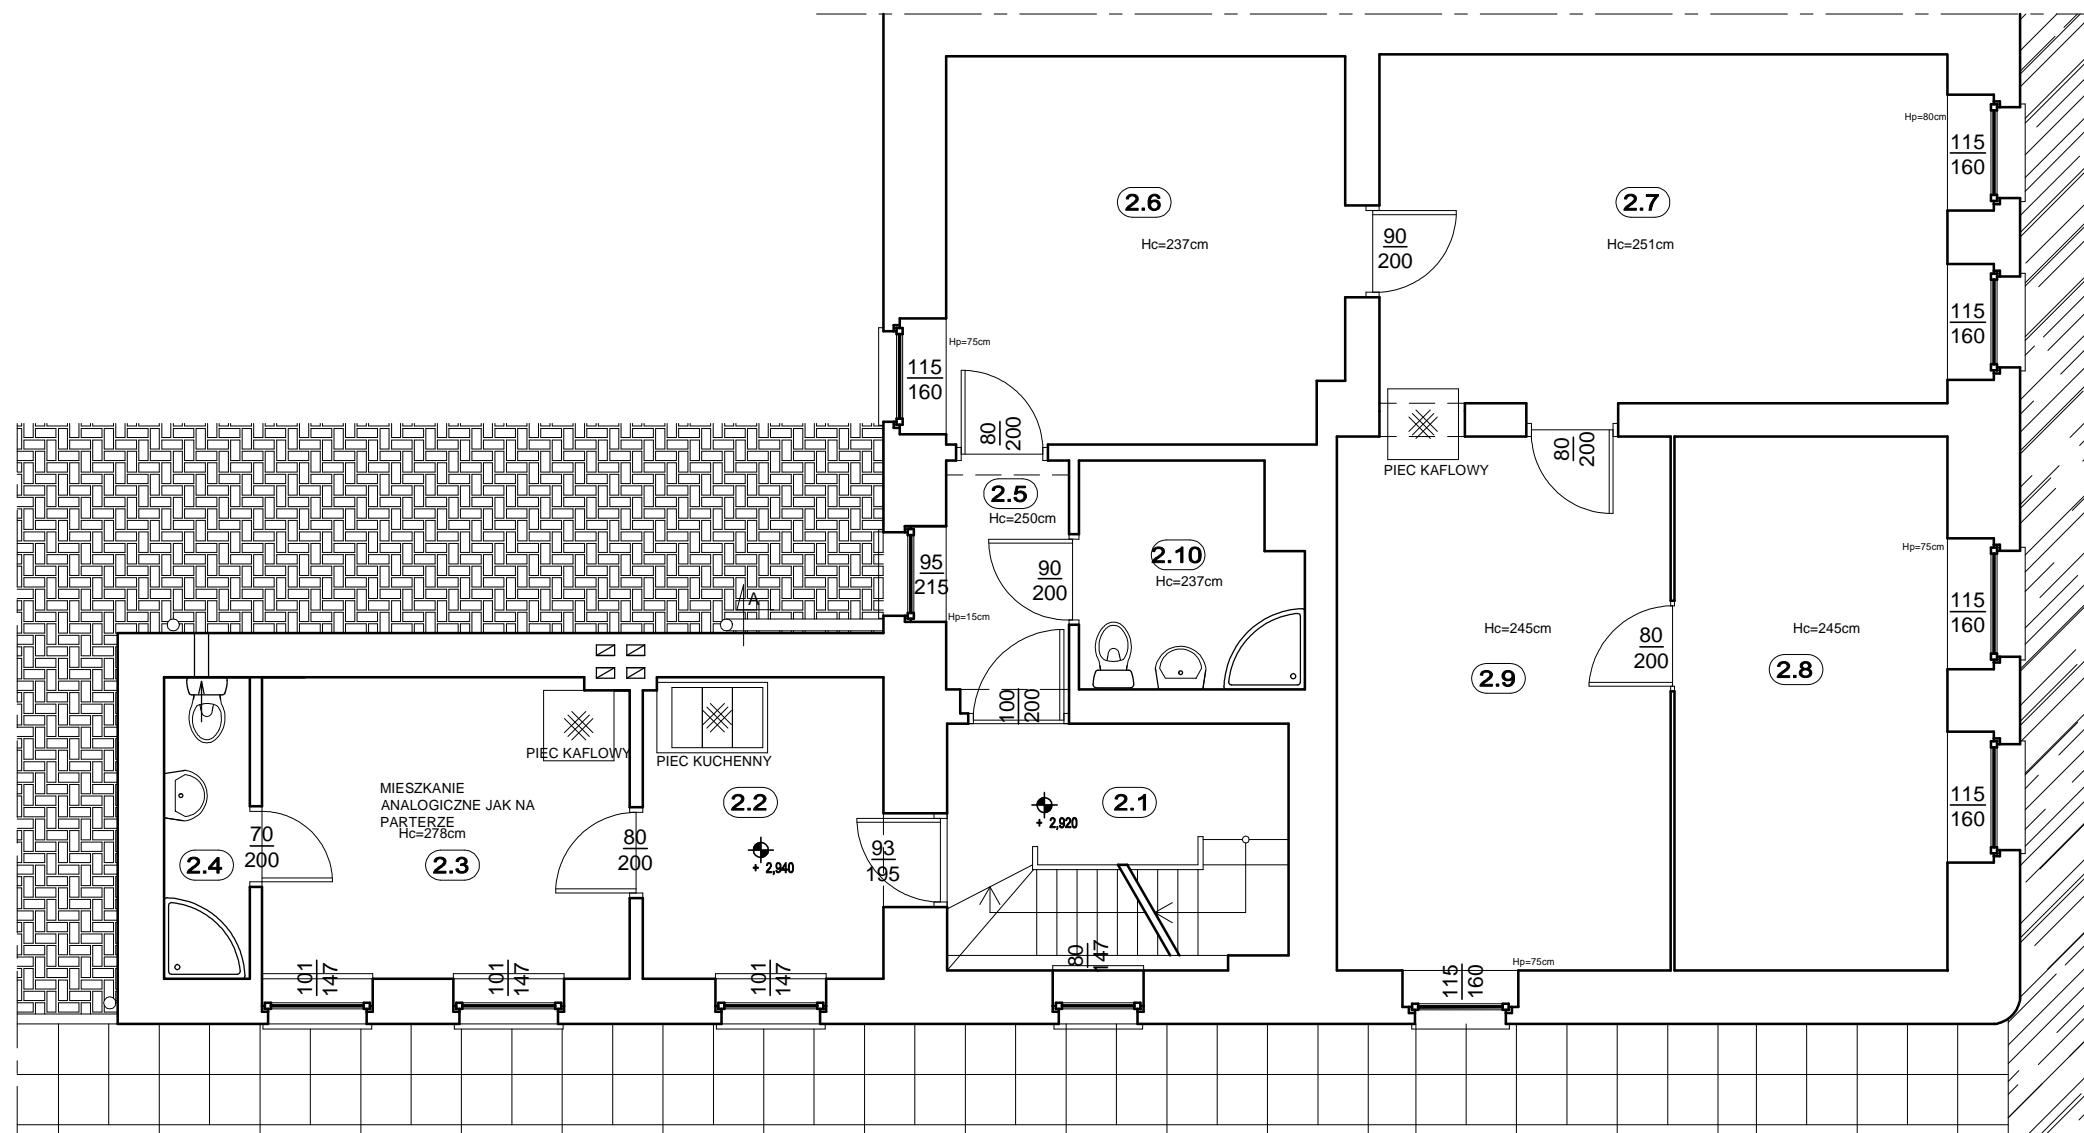 Hp=80cm
115
160
2.6
2.7
Hc=237cm
90
200
Hc=251cm
115
160
Hp=75cm
115
160
80
200
80
200
PIEC KAFLOWY
2.5
Hc=250cm
95
215
90
200
2.10
Hc=237cm
Hp=75cm
115
160
A
Hp=15cm
Hc=245cm
80
200
Hc=245cm
2.9
2.8
100
200
PIEC KAFLOWY
PIEC KUCHENNY
MIESZKANIE
ANALOGICZNE JAK NA
PARTERZE
Hc=278cm
2.2
2.1
+ 2,920
115
160
70
200
2.4
2.3
80
200
+ 2,940
93
195
101
147
101
147
101
147
80
147
Hp=75cm
115
160